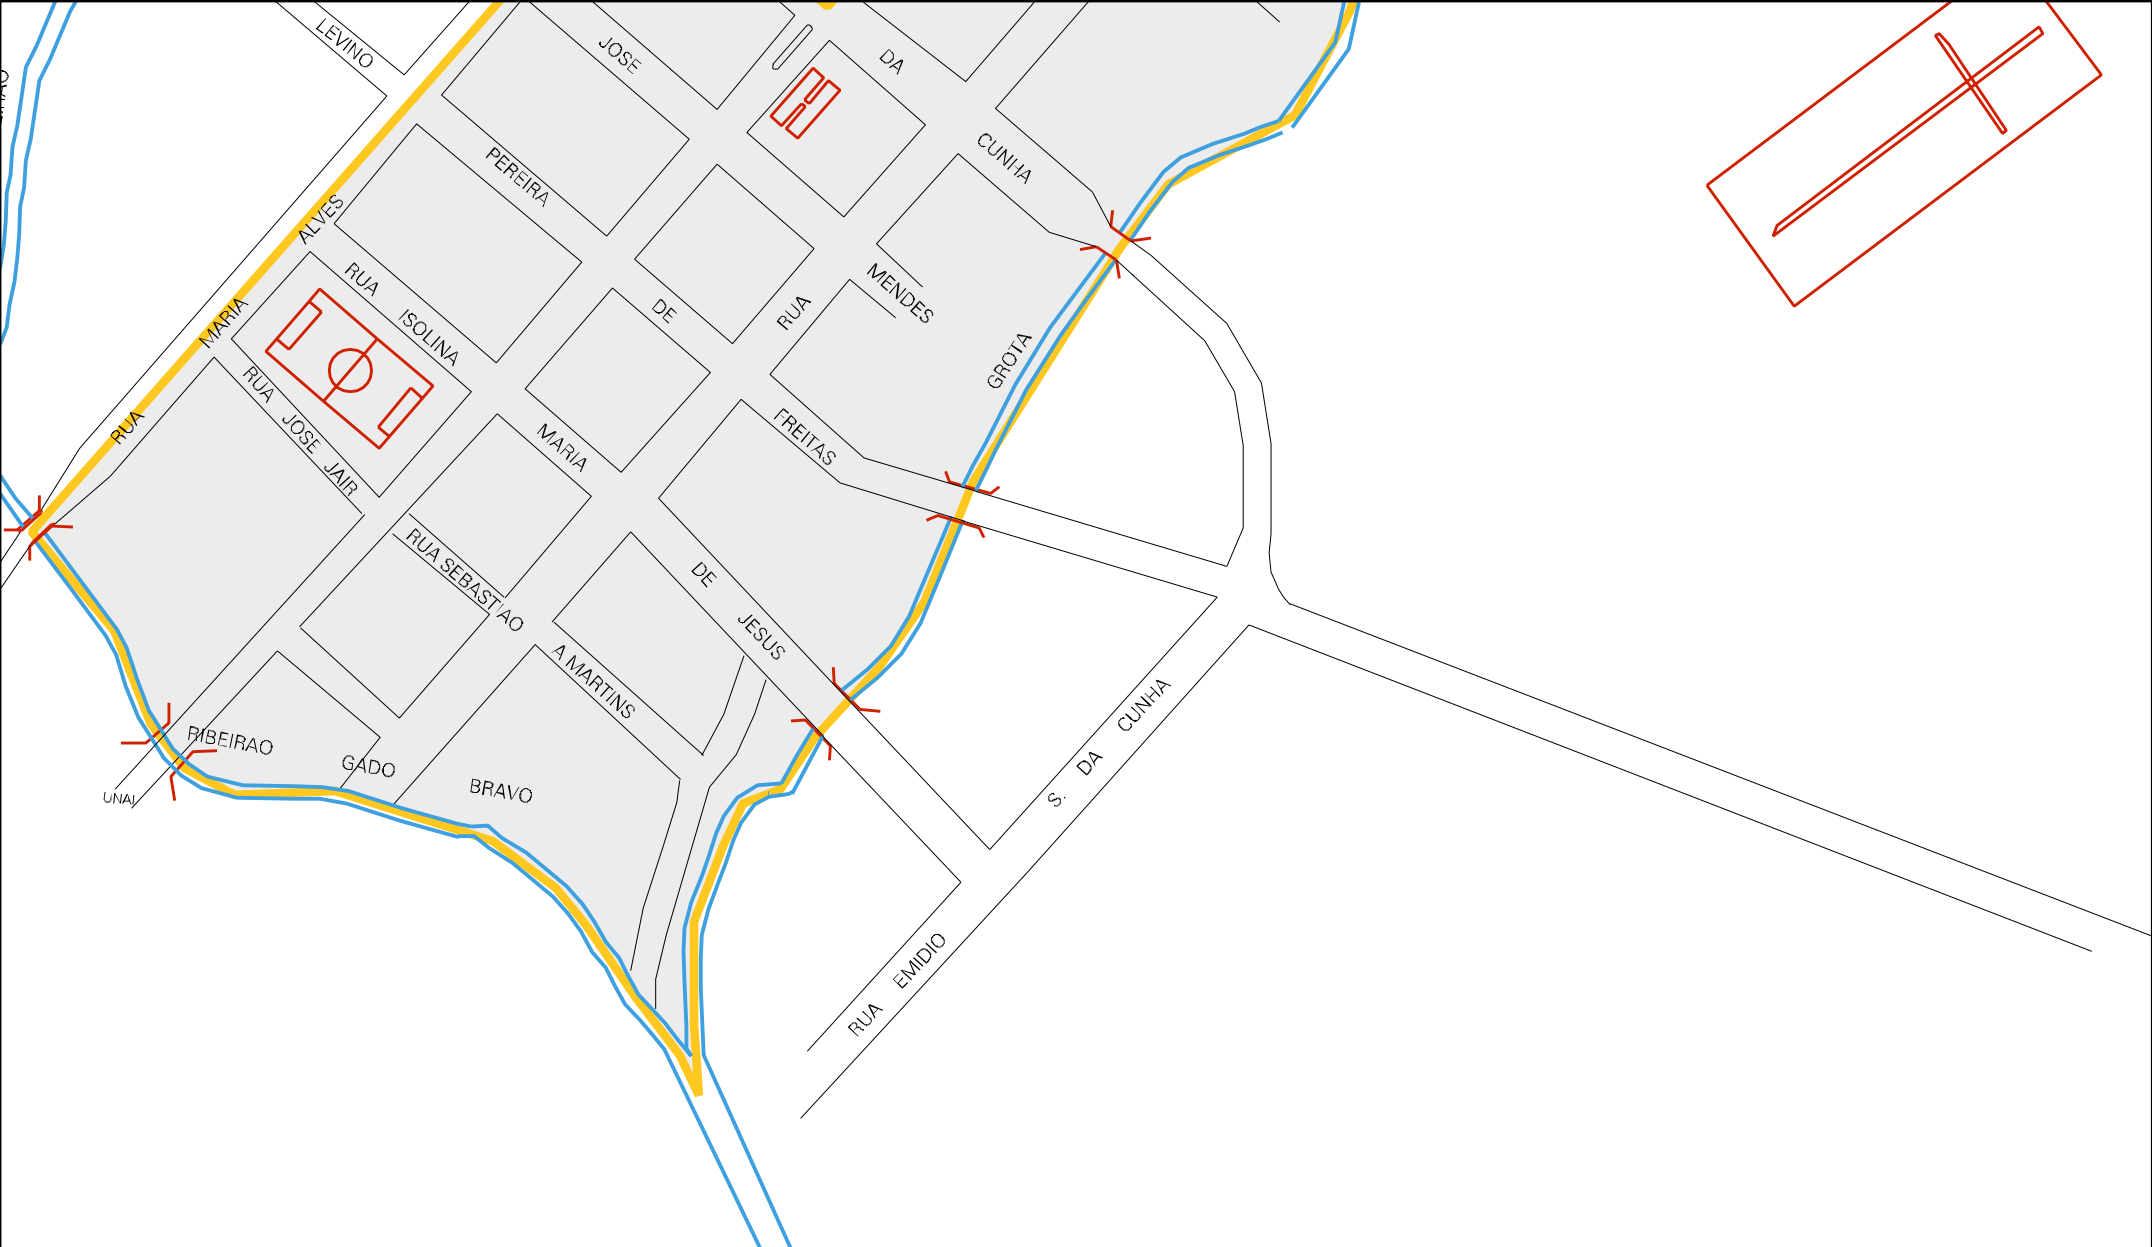 LEVINO
JOSE
DA
CUNHA
PEREIRA
RUA MARIA ALVES
RUA ISOLINA
RUA JOSE JAIR
DE
RUA
MENDES
GROTA
FREITAS
MARIA
DE
JESUS
RUA SEBASTIAO
A MARTINS
RIBEIRAO
GADO
BRAVO
UNAI
S. DA CUNHA
RUA EMIDIO